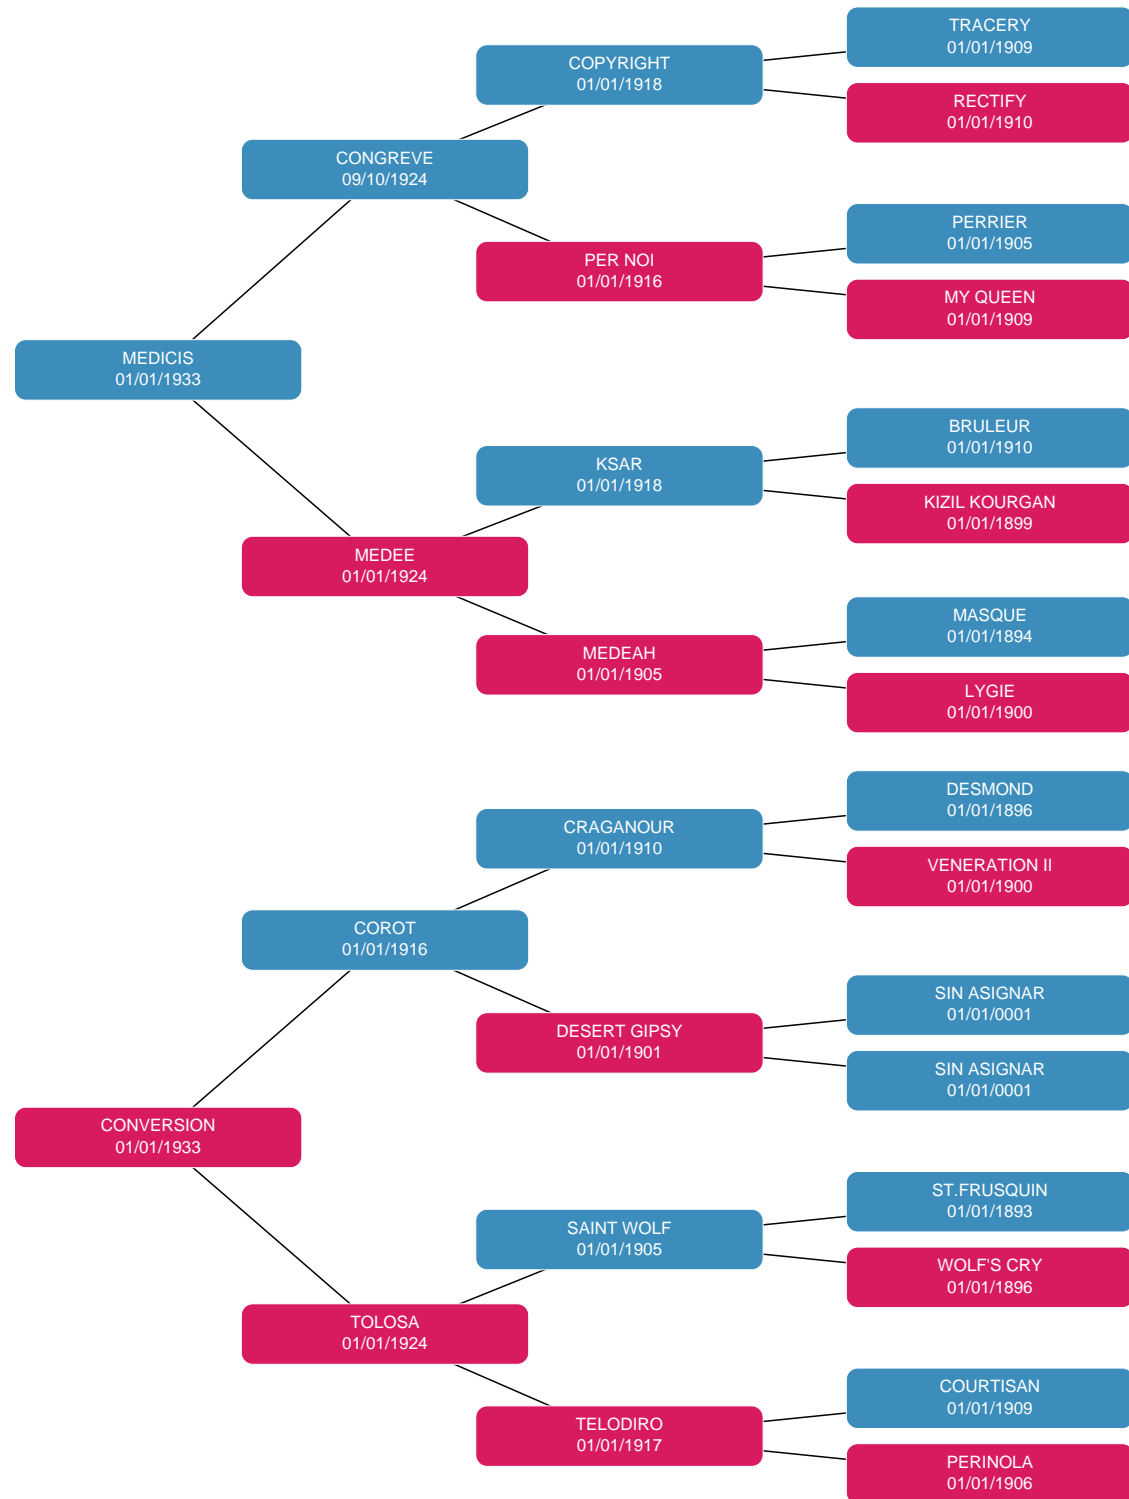 TRACERY
01/01/1909
COPYRIGHT
01/01/1918
RECTIFY
01/01/1910
CONGREVE
09/10/1924
PERRIER
01/01/1905
PER NOI
01/01/1916
MY QUEEN
01/01/1909
MEDICIS
01/01/1933
BRULEUR
01/01/1910
KSAR
01/01/1918
KIZIL KOURGAN
01/01/1899
MEDEE
01/01/1924
MASQUE
01/01/1894
MEDEAH
01/01/1905
LYGIE
01/01/1900
DESMOND
01/01/1896
CRAGANOUR
01/01/1910
VENERATION II
01/01/1900
COROT
01/01/1916
SIN ASIGNAR
01/01/0001
DESERT GIPSY
01/01/1901
SIN ASIGNAR
01/01/0001
CONVERSION
01/01/1933
ST.FRUSQUIN
01/01/1893
SAINT WOLF
01/01/1905
WOLF'S CRY
01/01/1896
TOLOSA
01/01/1924
COURTISAN
01/01/1909
TELODIRO
01/01/1917
PERINOLA
01/01/1906